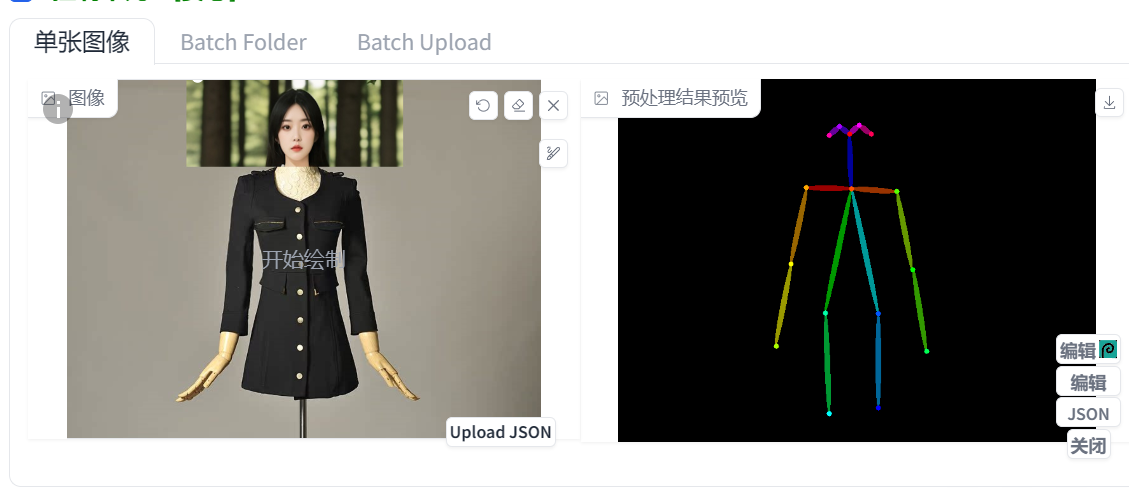 单张图像
Batch Folder
Batch Upload
图像
预处理结果预览
开始绘制
编辑
编辑
JSON
关闭
Upload JSON